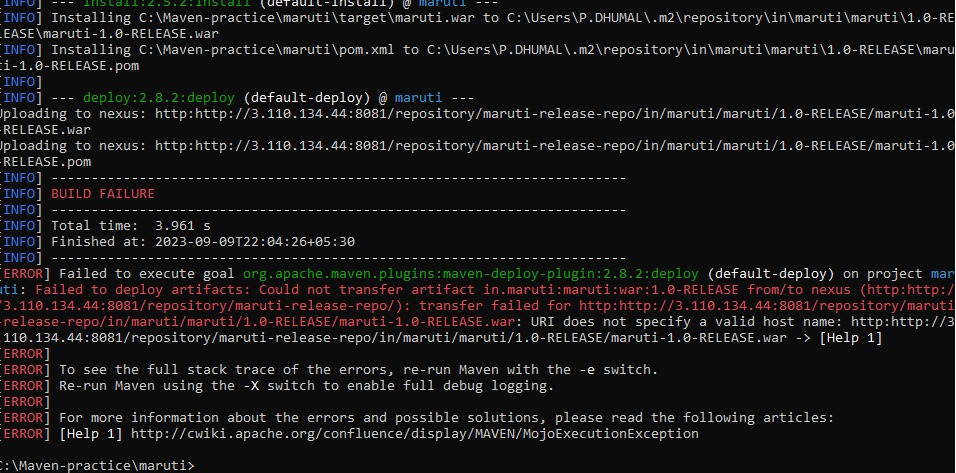 [INFO] --- install:2.5.2:install (default-install) @ maruti ---
[INFO] Installing C:\Maven-practice\maruti\target\maruti.war to C:\Users\P.DHUMAL\.m2\repository\in\maruti\maruti\1.0-RE
LEASE\maruti-1.0-RELEASE.war
[INFO] Installing C:\Maven-practice\maruti\pom.xml to C:\Users\P.DHUMAL\.m2\repository\in\maruti\maruti\1.0-RELEASE\maru
ti-1.0-RELEASE.pom
[INFO]
[INFO] --- deploy:2.8.2:deploy (default-deploy) @ maruti ---
Uploading to nexus: http:http://3.110.134.44:8081/repository/maruti-release-repo/in/maruti/maruti/1.0-RELEASE/maruti-1.0
-RELEASE.war
Uploading to nexus: http:http://3.110.134.44:8081/repository/maruti-release-repo/in/maruti/maruti/1.0-RELEASE/maruti-1.0
-RELEASE.pom
[INFO] ------------------------------------------------------------------------
[INFO] BUILD FAILURE
[INFO] ------------------------------------------------------------------------
[INFO] Total time:  3.961 s
[INFO] Finished at: 2023-09-09T22:04:26+05:30
[INFO] ------------------------------------------------------------------------
[ERROR] Failed to execute goal org.apache.maven.plugins:maven-deploy-plugin:2.8.2:deploy (default-deploy) on project mar
uti: Failed to deploy artifacts: Could not transfer artifact in.maruti:maruti:war:1.0-RELEASE from/to nexus (http:http:/
/3.110.134.44:8081/repository/maruti-release-repo/): transfer failed for http:http://3.110.134.44:8081/repository/maruti
-release-repo/in/maruti/maruti/1.0-RELEASE/maruti-1.0-RELEASE.war: URI does not specify a valid host name: http:http://3
.110.134.44:8081/repository/maruti-release-repo/in/maruti/maruti/1.0-RELEASE/maruti-1.0-RELEASE.war -> [Help 1]
[ERROR]
[ERROR] To see the full stack trace of the errors, re-run Maven with the -e switch.
[ERROR] Re-run Maven using the -X switch to enable full debug logging.
[ERROR]
[ERROR] For more information about the errors and possible solutions, please read the following articles:
[ERROR] [Help 1] http://cwiki.apache.org/confluence/display/MAVEN/MojoExecutionException
C:\Maven-practice\maruti>